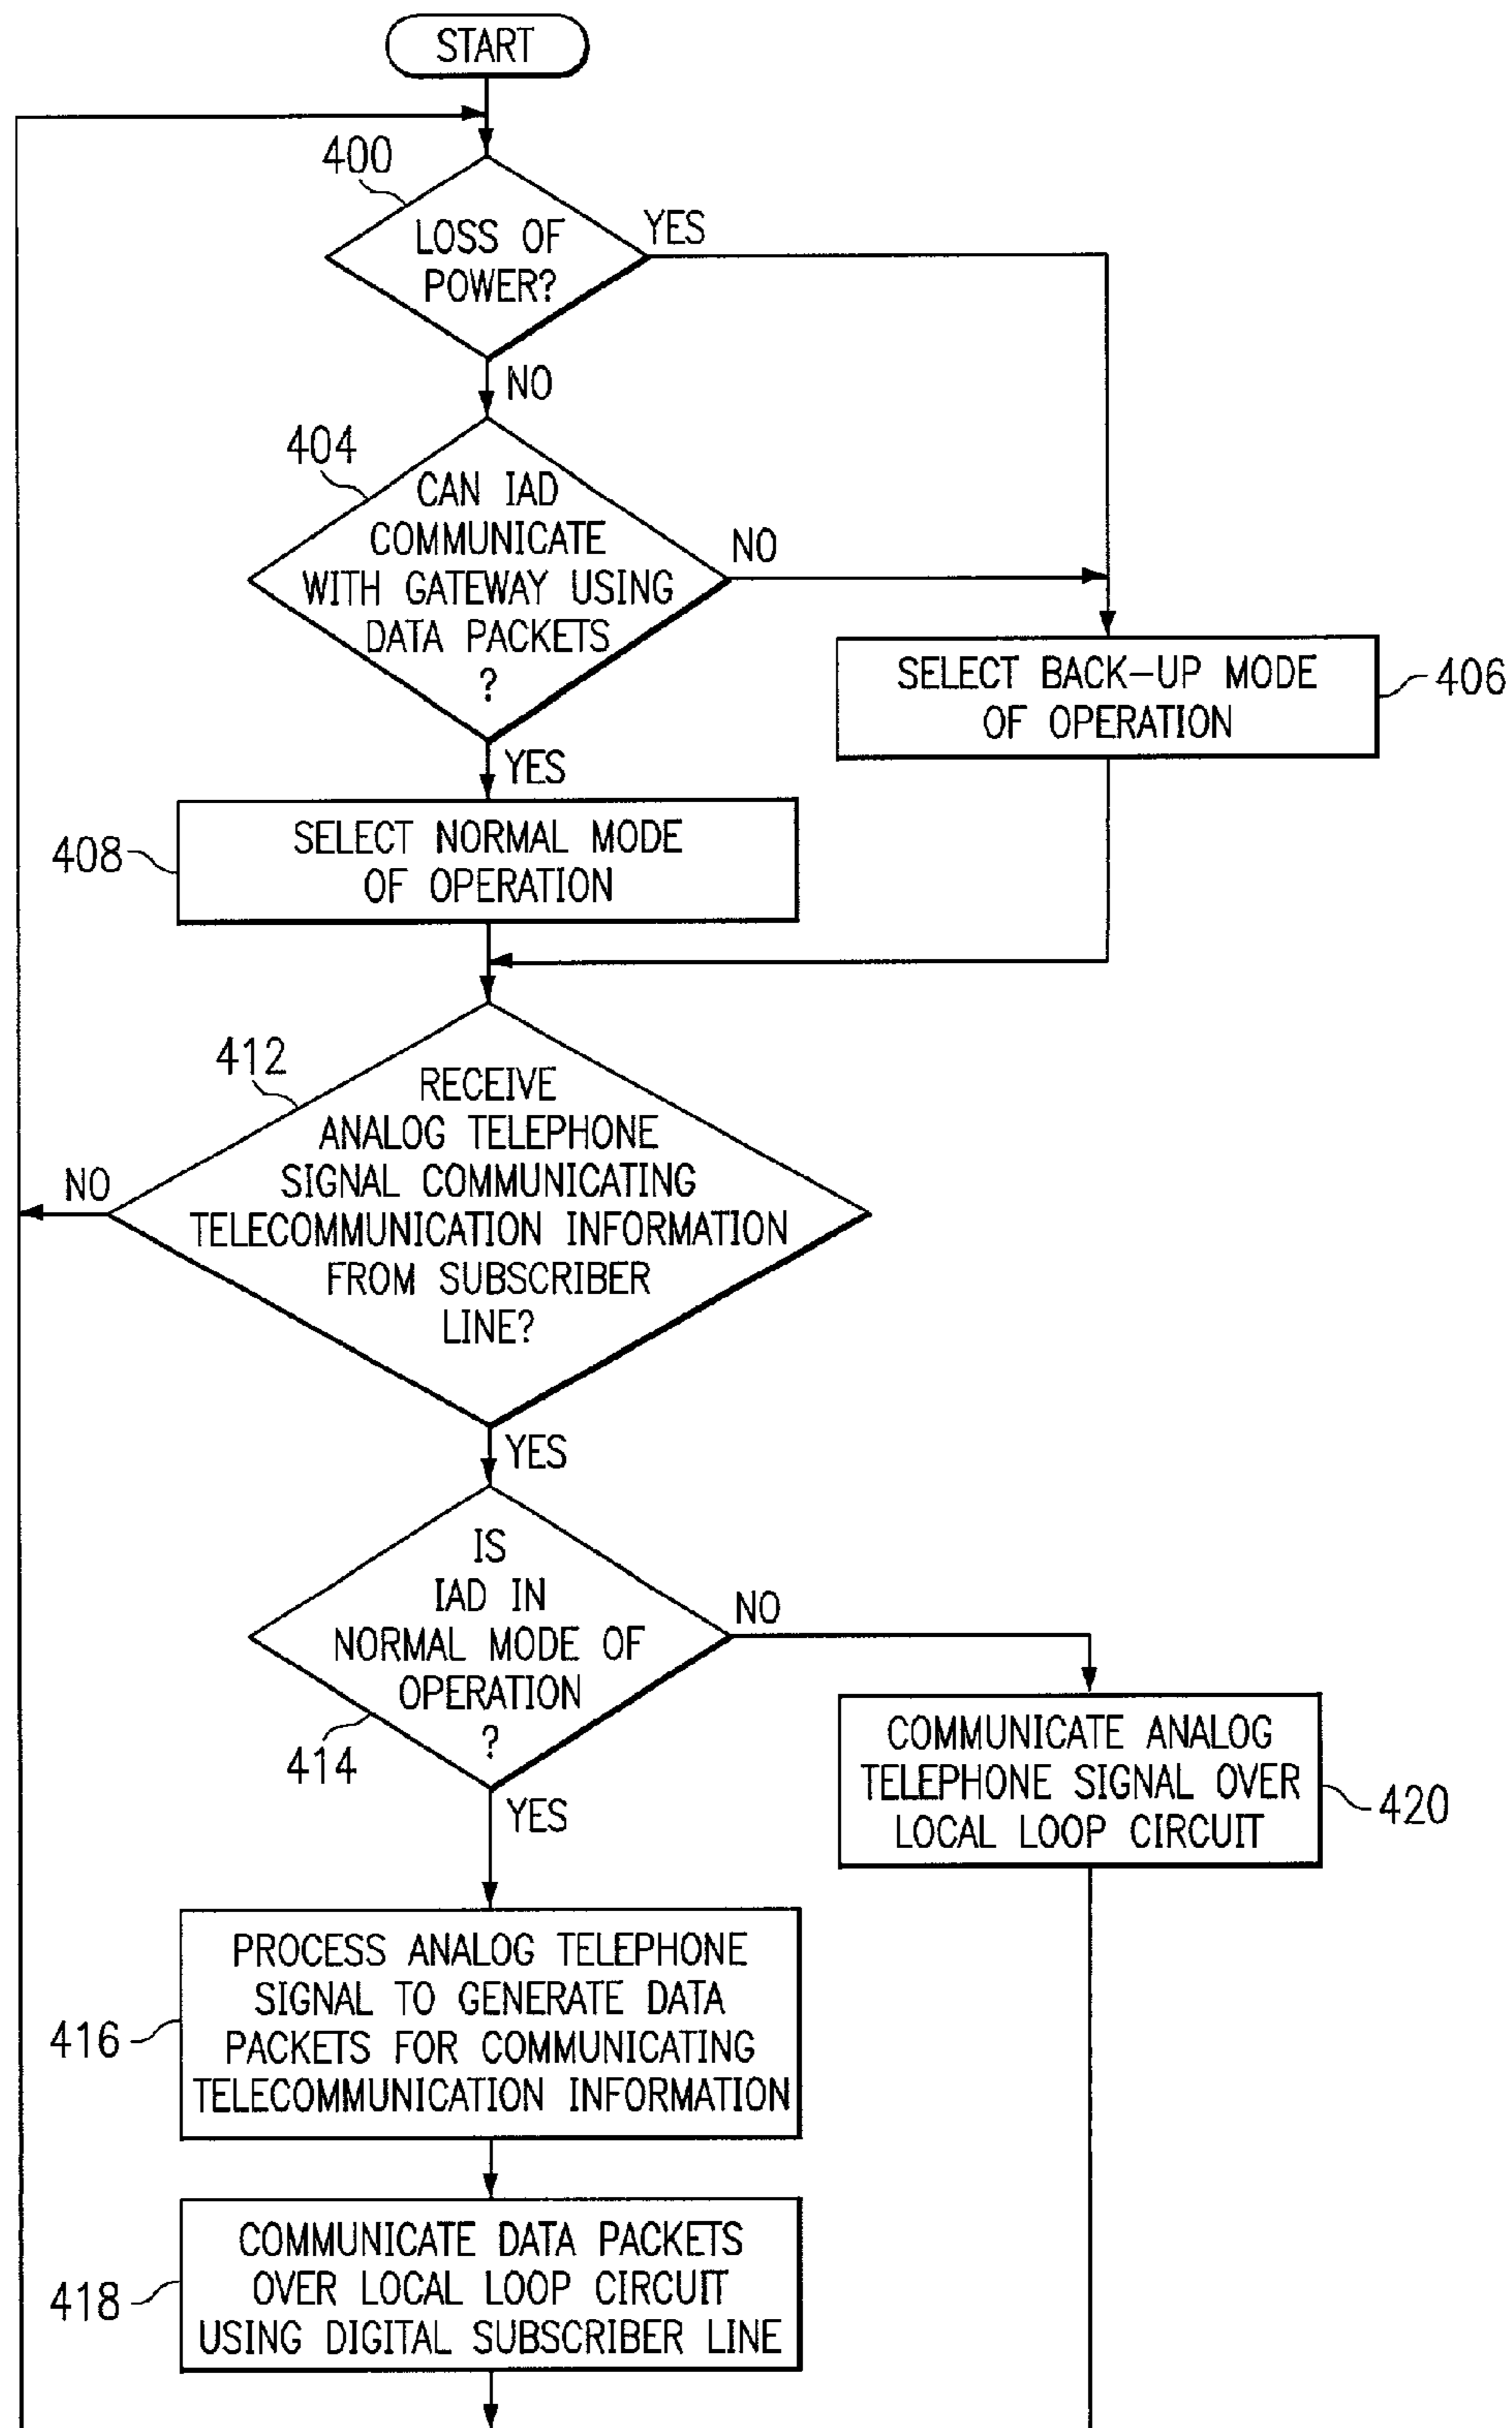 START
400
LOSS OF
POWER?
YES
NO
404
CAN IAD
COMMUNICATE
WITH GATEWAY USING
DATA PACKETS
?
NO
YES
SELECT BACK-UP MODE
OF OPERATION
406
SELECT NORMAL MODE
OF OPERATION
408
412
RECEIVE
ANALOG TELEPHONE
SIGNAL COMMUNICATING
TELECOMMUNICATION INFORMATION
FROM SUBSCRIBER
LINE?
NO
YES
IS
IAD IN
NORMAL MODE OF
OPERATION
?
414
NO
YES
COMMUNICATE ANALOG
TELEPHONE SIGNAL OVER
LOCAL LOOP CIRCUIT
420
PROCESS ANALOG TELEPHONE
SIGNAL TO GENERATE DATA
PACKETS FOR COMMUNICATING
TELECOMMUNICATION INFORMATION
416
COMMUNICATE DATA PACKETS
OVER LOCAL LOOP CIRCUIT
USING DIGITAL SUBSCRIBER LINE
418